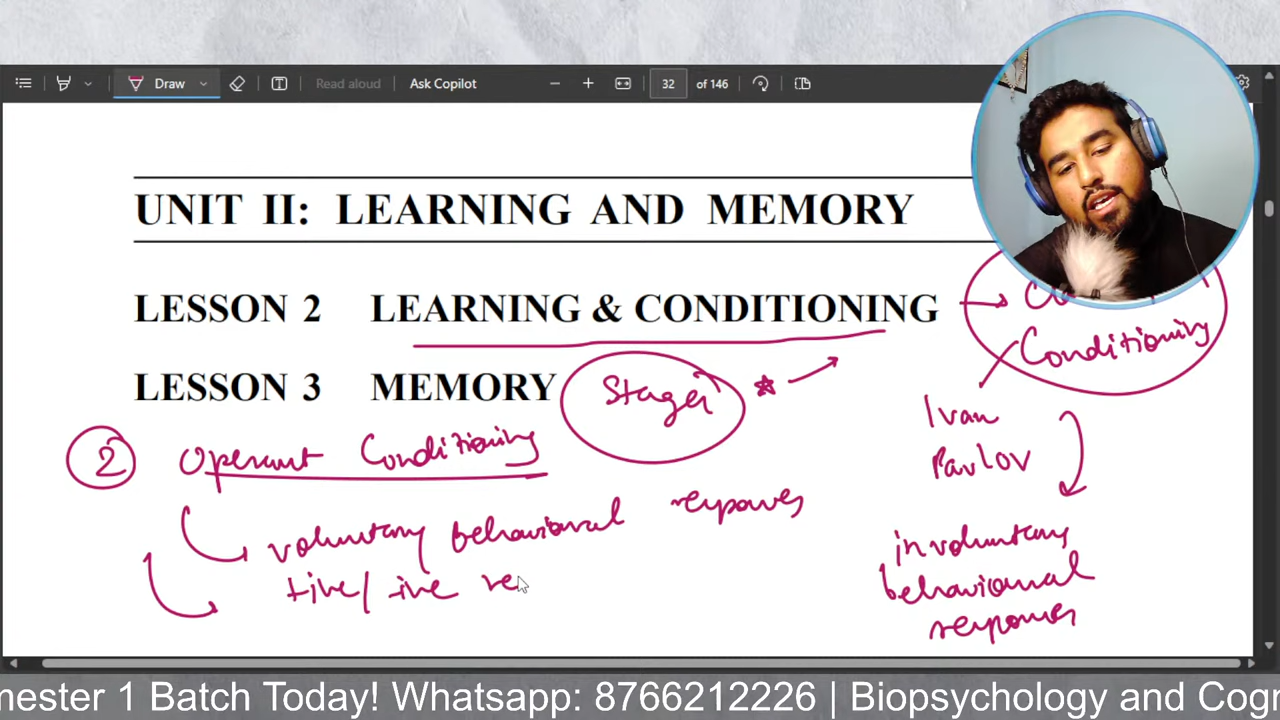 Draw
Read aloud
Ask Copilot
32
of 146
UNIT II: LEARNING AND MEMORY
LESSON 2 LEARNING & CONDITIONING
Conditioning
LESSON 3 MEMORY
Stages
Ivan
Pavlov
2 Operant Conditioning
voluntary behavioural responses
+ive/-ive re
involuntary
behavioural
responses
mester 1 Batch Today! Whatsapp: 8766212226 | Biopsychology and Cogn